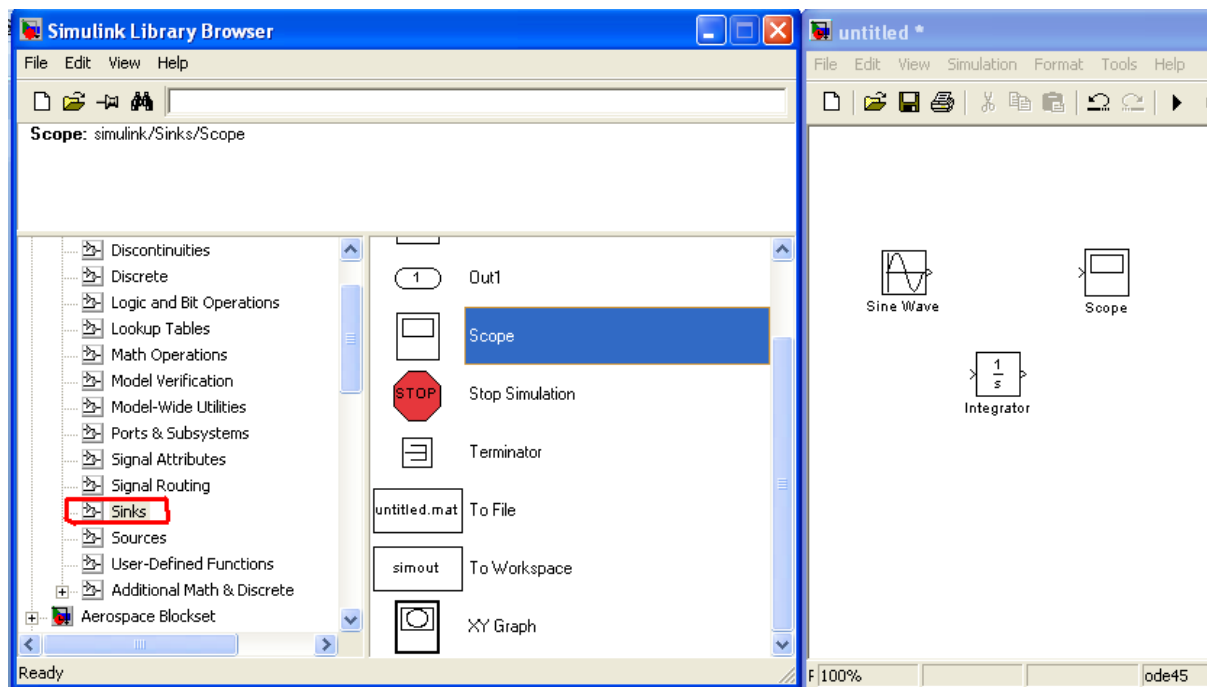 Simulink Library Browser
File Edit View Help
Scope: simulink/Sinks/Scope
Discontinuities
Discrete
Logic and Bit Operations
Lookup Tables
Math Operations
Model Verification
Model-Wide Utilities
Ports & Subsystems
Signal Attributes
Signal Routing
Sinks
Sources
User-Defined Functions
Additional Math & Discrete
Aerospace Blockset
1 Out1
Scope
STOP Stop Simulation
Terminator
untitled.mat To File
simout To Workspace
XY Graph
Ready
untitled *
File Edit View Simulation Format Tools Help
Sine Wave
Scope
1
s
Integrator
100% ode45